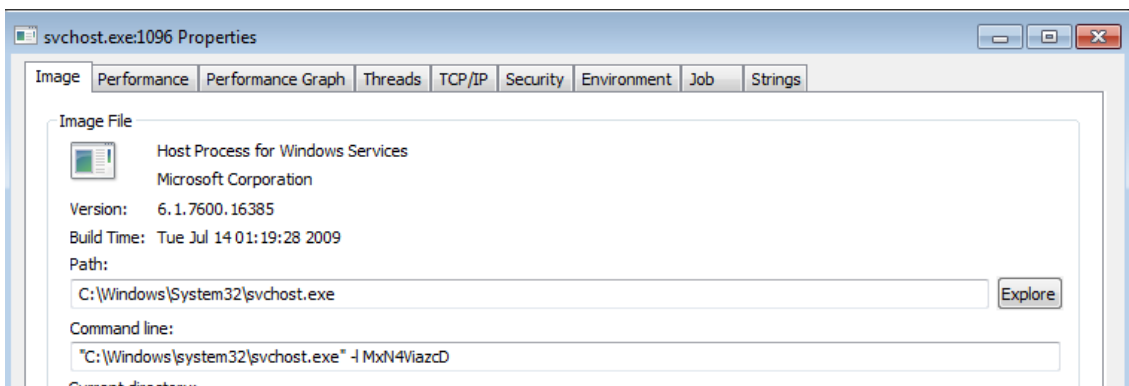 svchost.exe:1096 Properties
Image Performance Performance Graph Threads TCP/IP Security Environment Job Strings
Image File
Host Process for Windows Services
Microsoft Corporation
Version: 6.1.7600.16385
Build Time: Tue Jul 14 01:19:28 2009
Path:
C:\Windows\System32\svchost.exe Explore
Command line:
"C:\Windows\system32\svchost.exe" -l MxN4ViazcD
Current directory: